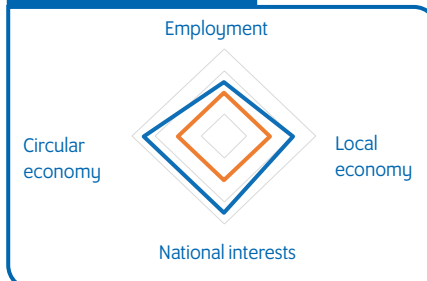 Employment
Circular
economy
Local
economy
National interests